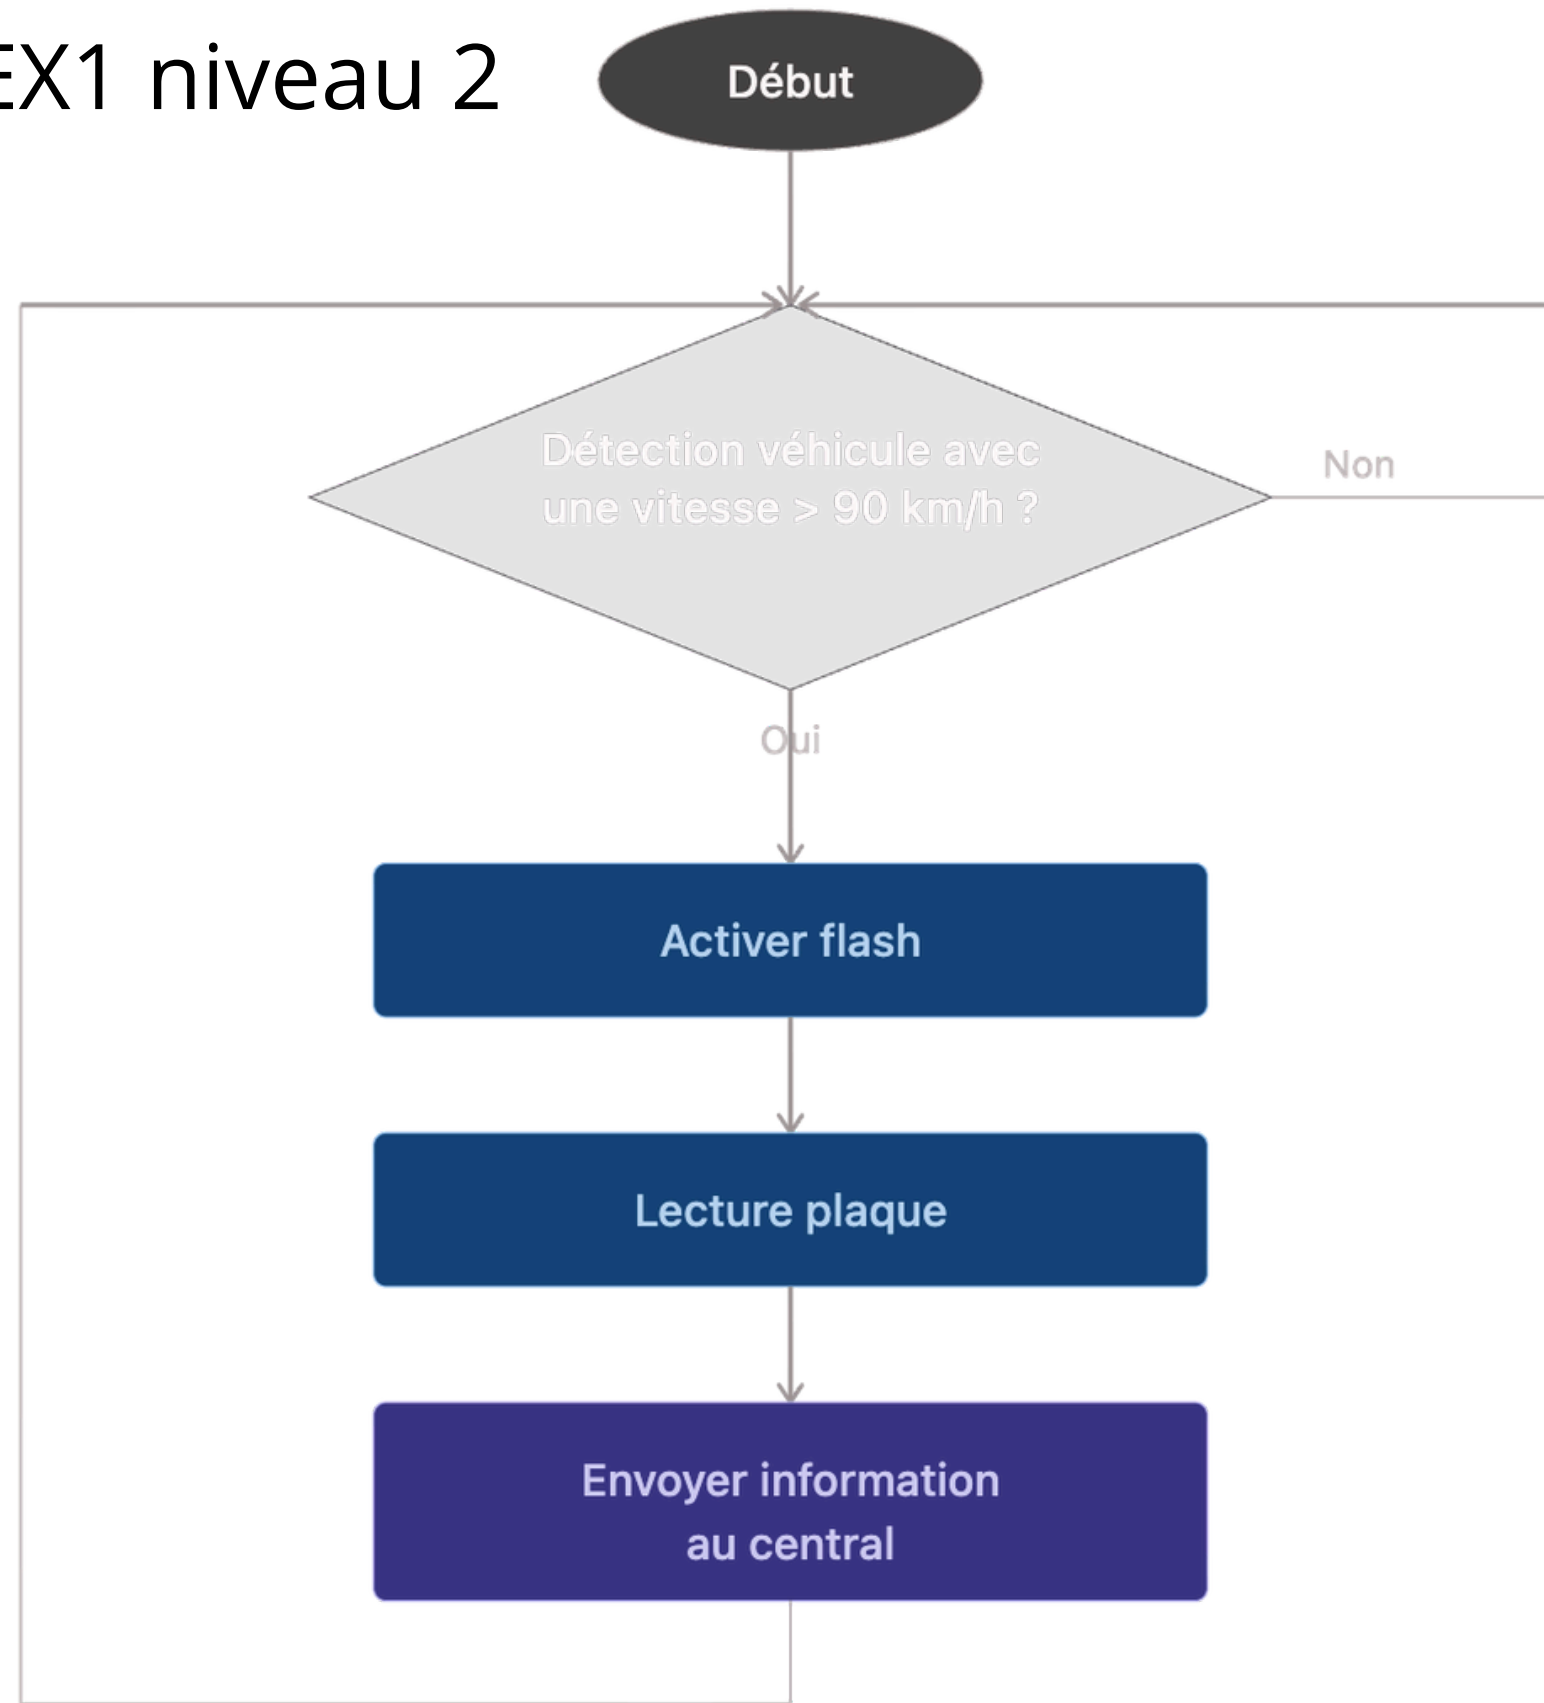 EX1 niveau 2
Début
Détection véhicule avec
une vitesse > 90 km/h ?
Non
Oui
Activer flash
Lecture plaque
Envoyer information
au central